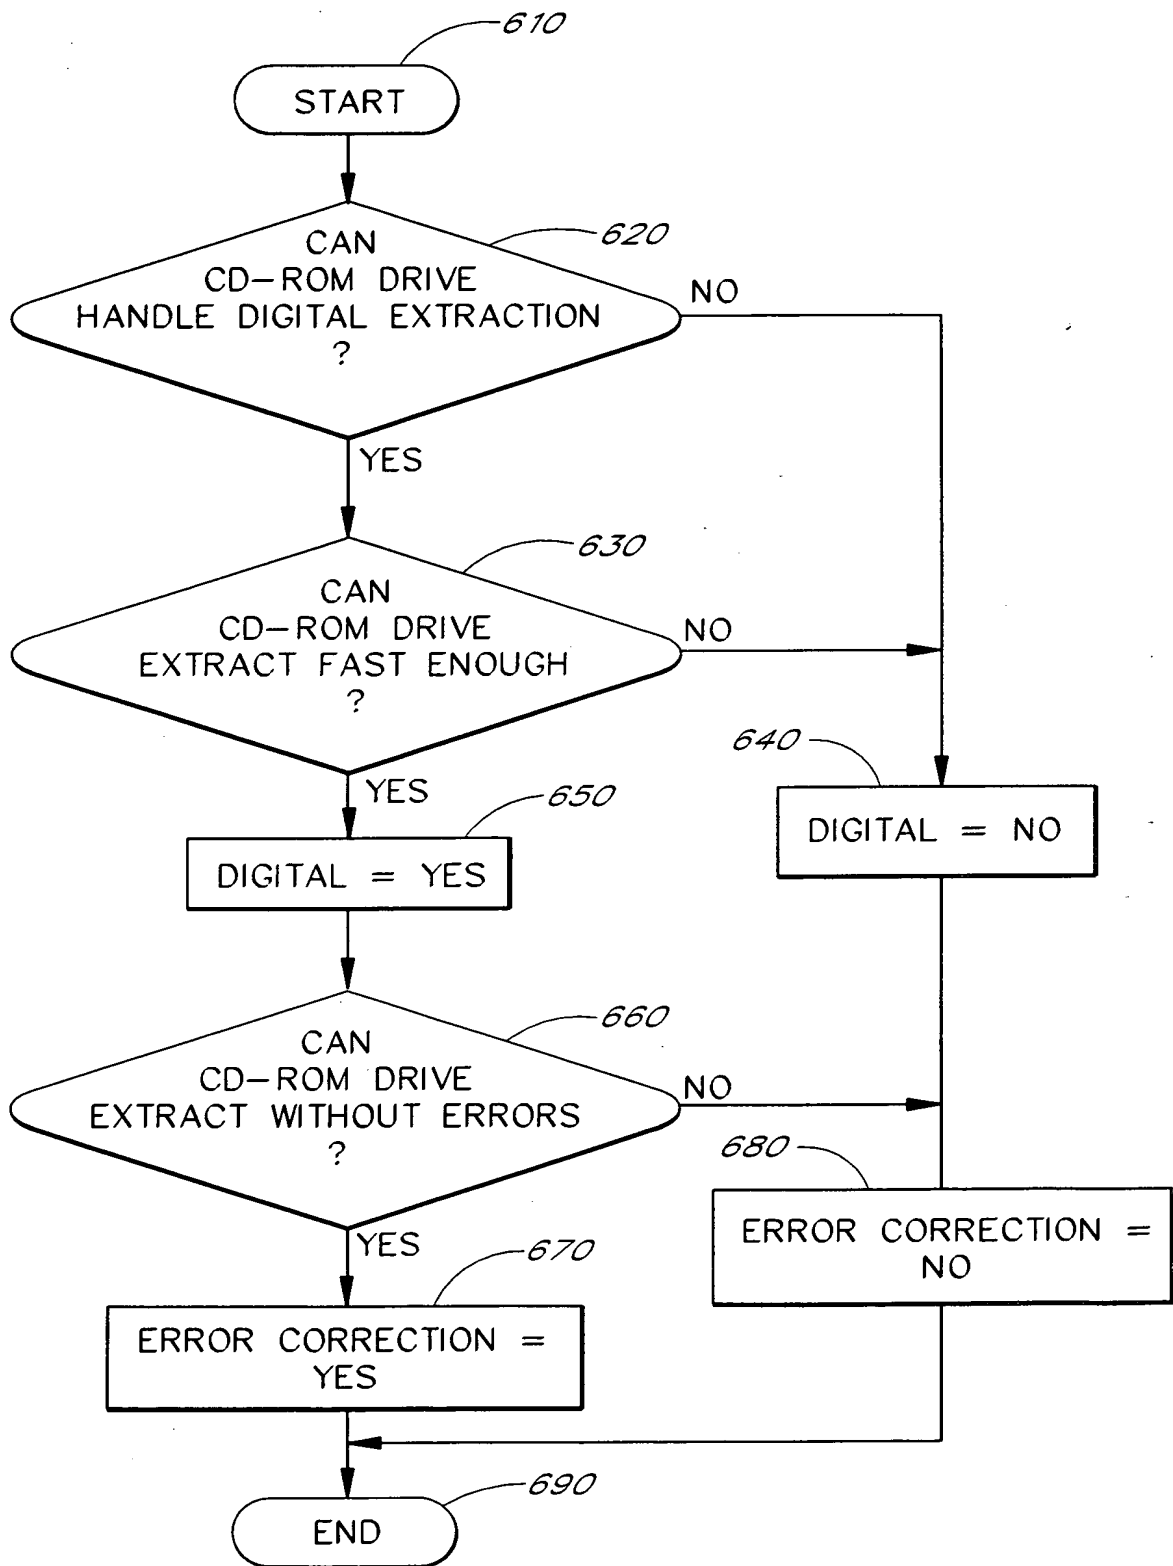 610
START
620
CAN
CD-ROM DRIVE
HANDLE DIGITAL EXTRACTION
?
NO
YES
630
CAN
CD-ROM DRIVE
EXTRACT FAST ENOUGH
?
NO
YES
640
DIGITAL = NO
650
DIGITAL = YES
660
CAN
CD-ROM DRIVE
EXTRACT WITHOUT ERRORS
?
NO
YES
680
ERROR CORRECTION =
NO
670
ERROR CORRECTION =
YES
690
END